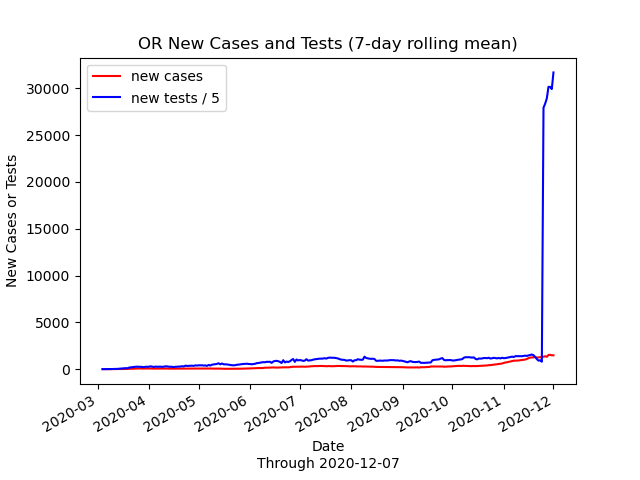 OR New Cases and Tests (7-day rolling mean)
new cases
new tests / 5
New Cases or Tests
30000
25000
20000
15000
10000
5000
0
2020-03
2020-04
2020-05
2020-06
2020-07
2020-08
2020-09
2020-10
2020-11
2020-12
Date
Through 2020-12-07